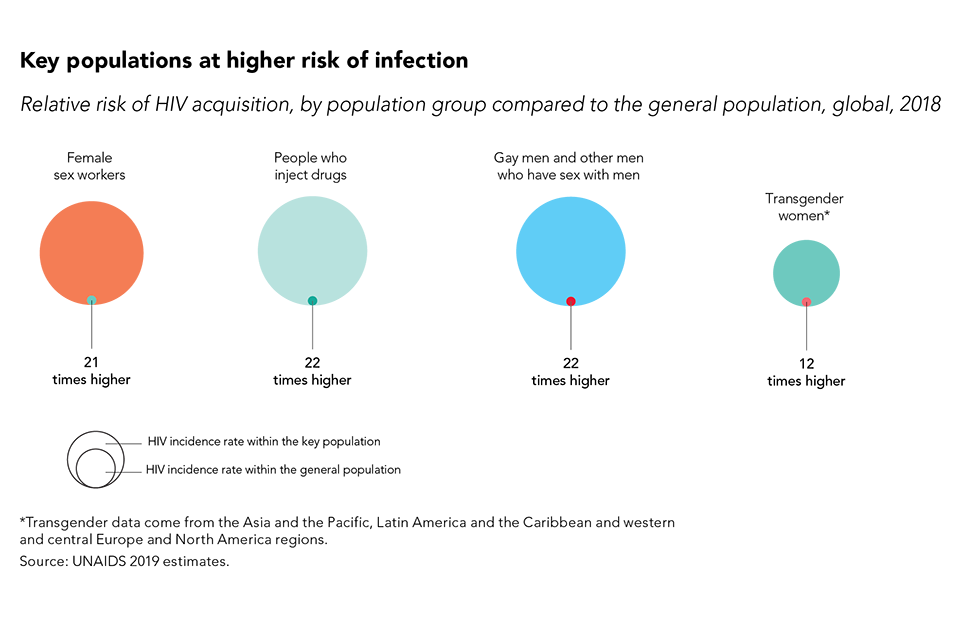 Key populations at higher risk of infection
Relative risk of HIV acquisition, by population group compared to the general population, global, 2018
Female
sex workers
People who
inject drugs
Gay men and other men
who have sex with men
Transgender
women*
21
times higher
22
times higher
22
times higher
12
times higher
HIV incidence rate within the key population
HIV incidence rate within the general population
*Transgender data come from the Asia and the Pacific, Latin America and the Caribbean and western
and central Europe and North America regions.
Source: UNAIDS 2019 estimates.